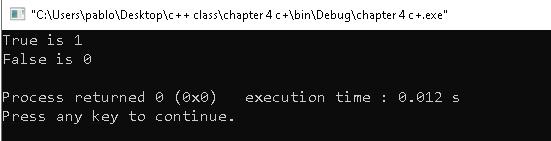 "C:\Users\pablo\Desktop\c++ class\chapter 4 c+\bin\Debug\chapter 4 c+.exe"
True is 1
False is 0
Process returned 0 (0x0)   execution time : 0.012 s
Press any key to continue.